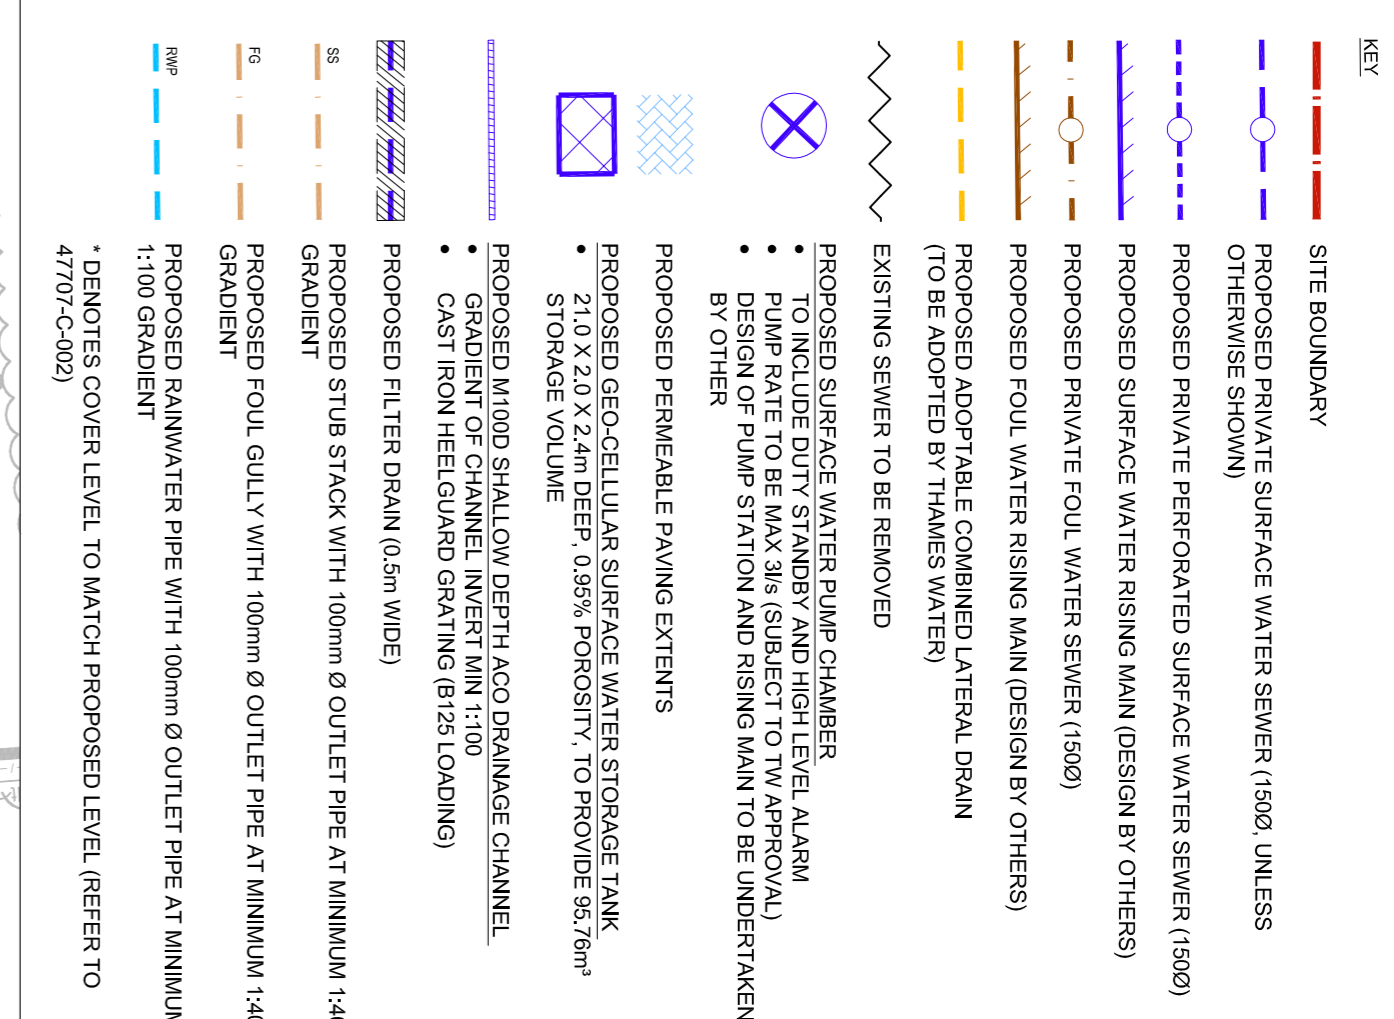 KEY
SITE BOUNDARY
PROPOSED PRIVATE SURFACE WATER SEWER (150Ø, UNLESS
OTHERWISE SHOWN)
PROPOSED PRIVATE PERFORATED SURFACE WATER SEWER (150Ø)
PROPOSED SURFACE WATER RISING MAIN (DESIGN BY OTHERS)
PROPOSED PRIVATE FOUL WATER SEWER (150Ø)
PROPOSED FOUL WATER RISING MAIN (DESIGN BY OTHERS)
PROPOSED ADOPTABLE COMBINED LATERAL DRAIN
(TO BE ADOPTED BY THAMES WATER)
EXISTING SEWER TO BE REMOVED
PROPOSED SURFACE WATER PUMP CHAMBER
• TO INCLUDE DUTY STANDBY AND HIGH LEVEL ALARM
• PUMP RATE TO BE MAX 3l/s (SUBJECT TO TW APPROVAL)
• DESIGN OF PUMP STATION AND RISING MAIN TO BE UNDERTAKEN
BY OTHER
PROPOSED PERMEABLE PAVING EXTENTS
PROPOSED GEO-CELLULAR SURFACE WATER STORAGE TANK
• 21.0 X 2.0 X 2.4m DEEP, 0.95% POROSITY, TO PROVIDE 95.76m³
STORAGE VOLUME
PROPOSED M100D SHALLOW DEPTH ACO DRAINAGE CHANNEL
• GRADIENT OF CHANNEL INVERT MIN 1:100
• CAST IRON HEELGUARD GRATING (B125 LOADING)
PROPOSED FILTER DRAIN (0.5m WIDE)
SS
PROPOSED STUB STACK WITH 100mm Ø OUTLET PIPE AT MINIMUM 1:40
GRADIENT
FG
PROPOSED FOUL GULLY WITH 100mm Ø OUTLET PIPE AT MINIMUM 1:40
GRADIENT
RWP
PROPOSED RAINWATER PIPE WITH 100mm Ø OUTLET PIPE AT MINIMUM
1:100 GRADIENT
* DENOTES COVER LEVEL TO MATCH PROPOSED LEVEL (REFER TO
47707-C-002)